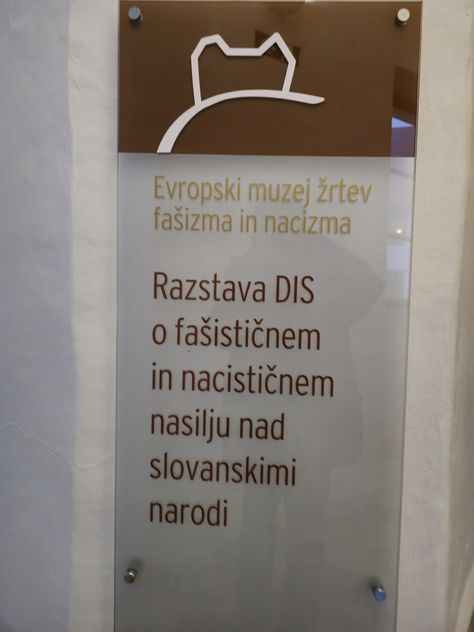 Evropski muzej žrtev
fašizma in nacizma
Razstava DIS
o fašističnem
in nacističnem
nasilju nad
slovanskimi
narodi